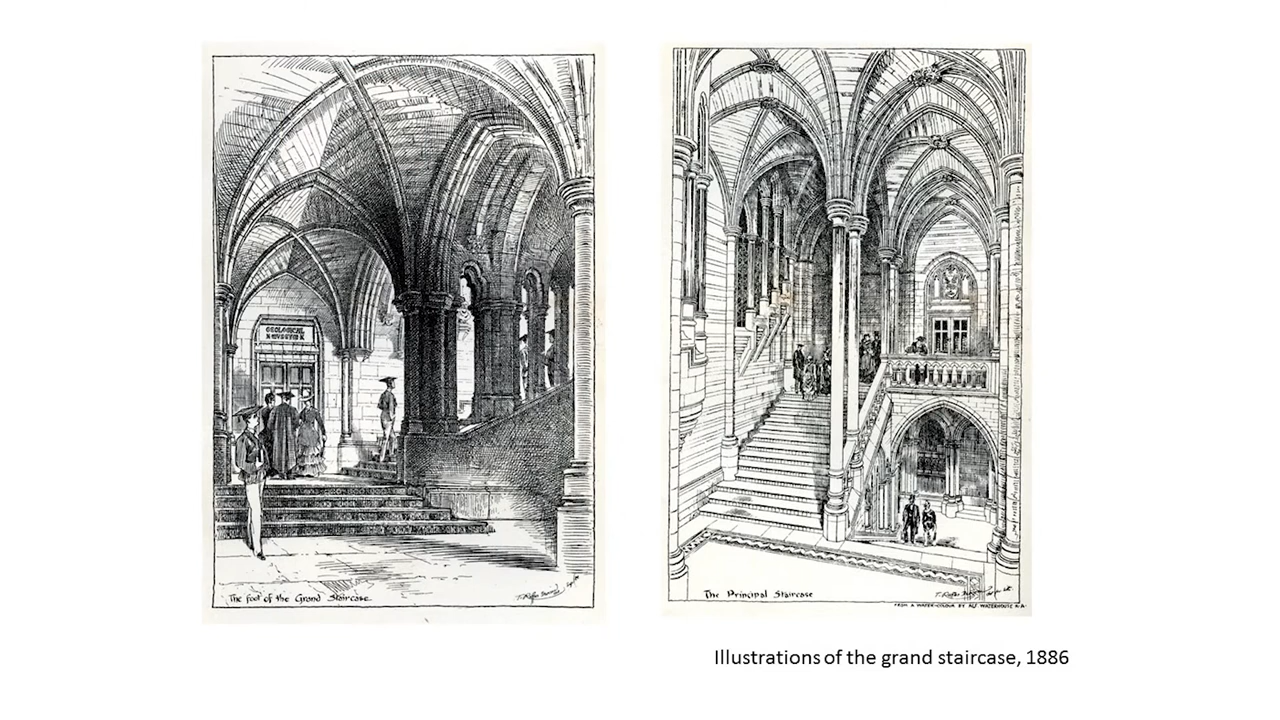 GEOLOGICAL
MUSEUM
The Foot of the Grand Staircase
The Principal Staircase
FROM A WATER-COLOUR BY ALF. WATERHOUSE R.A.
Illustrations of the grand staircase, 1886